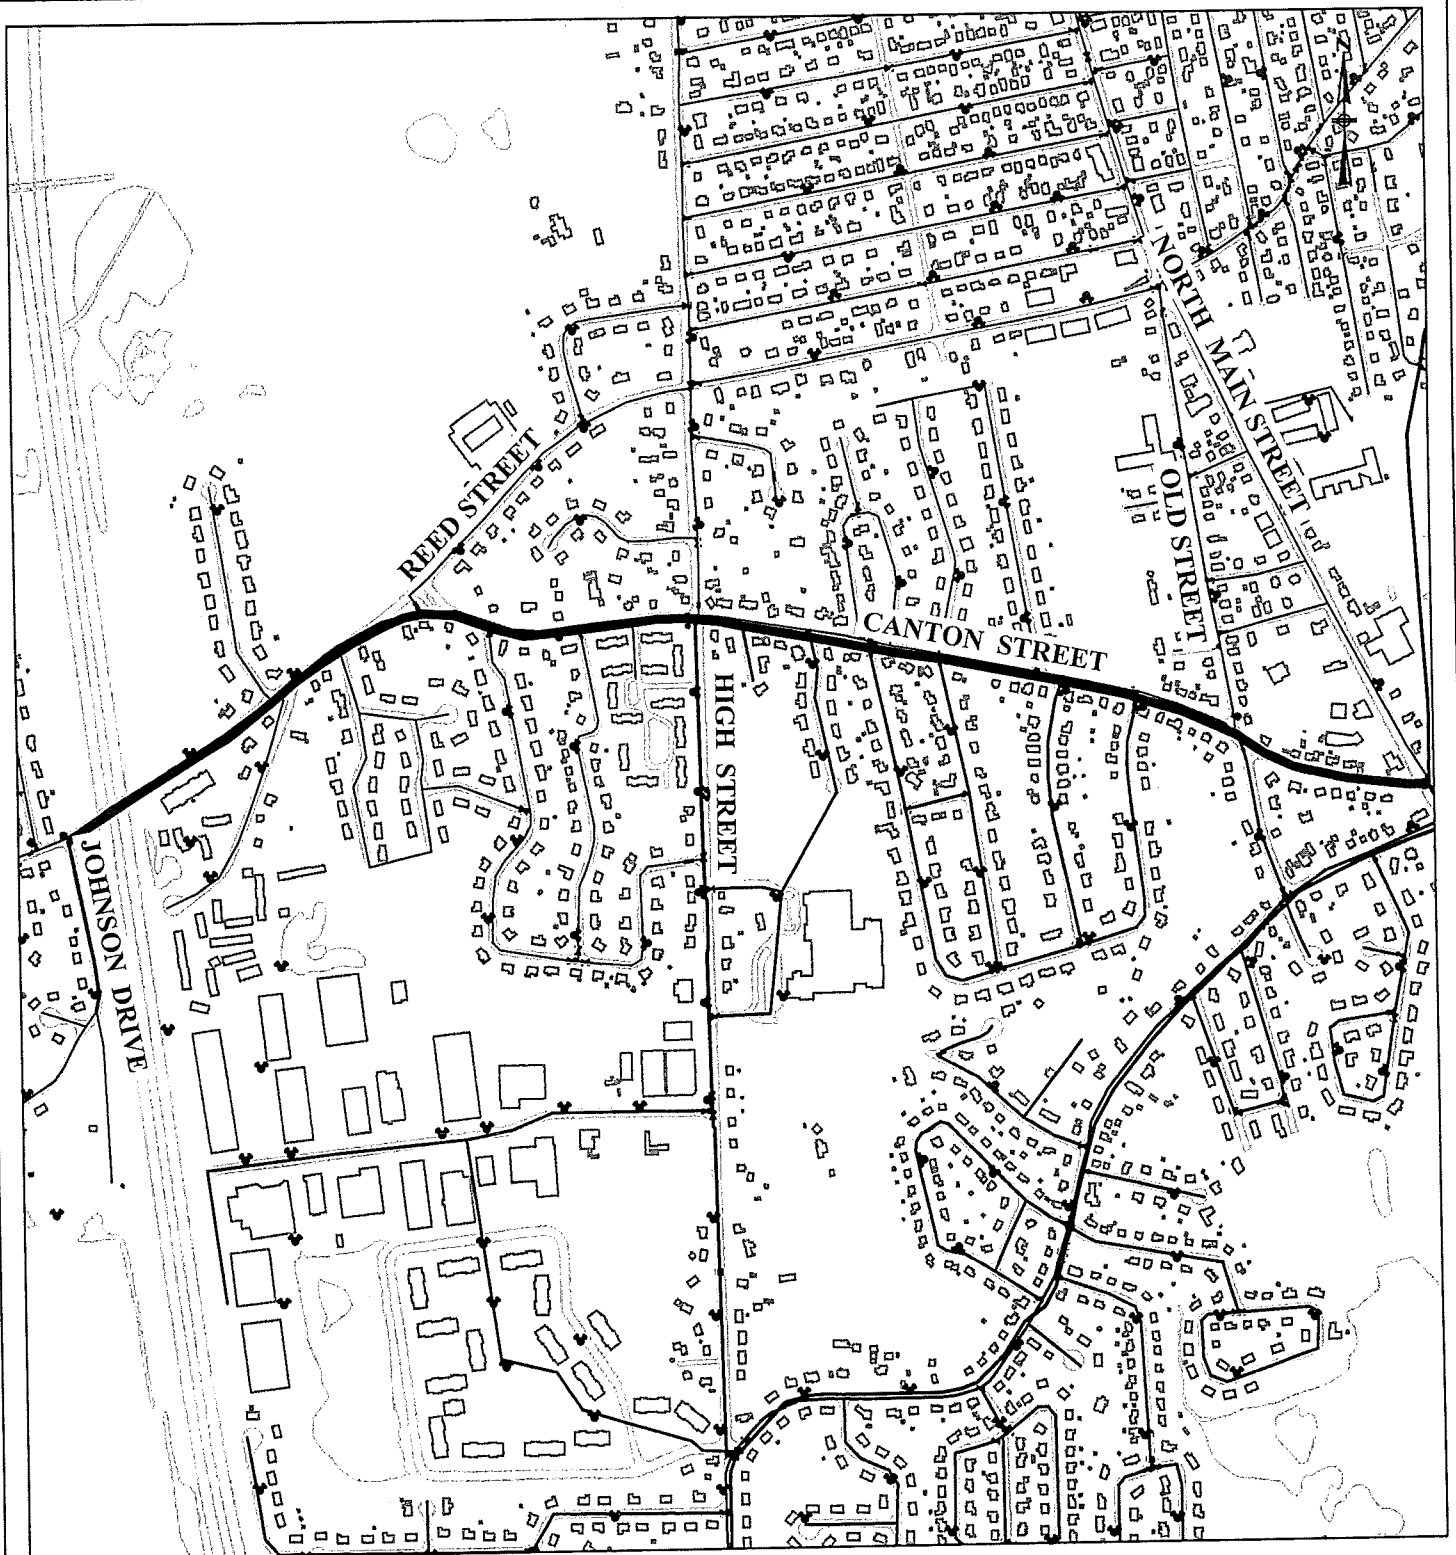 N
NORTH MAIN STREET
REED STREET
OLD STREET
CANTON STREET
HIGH STREET
JOHNSON DRIVE